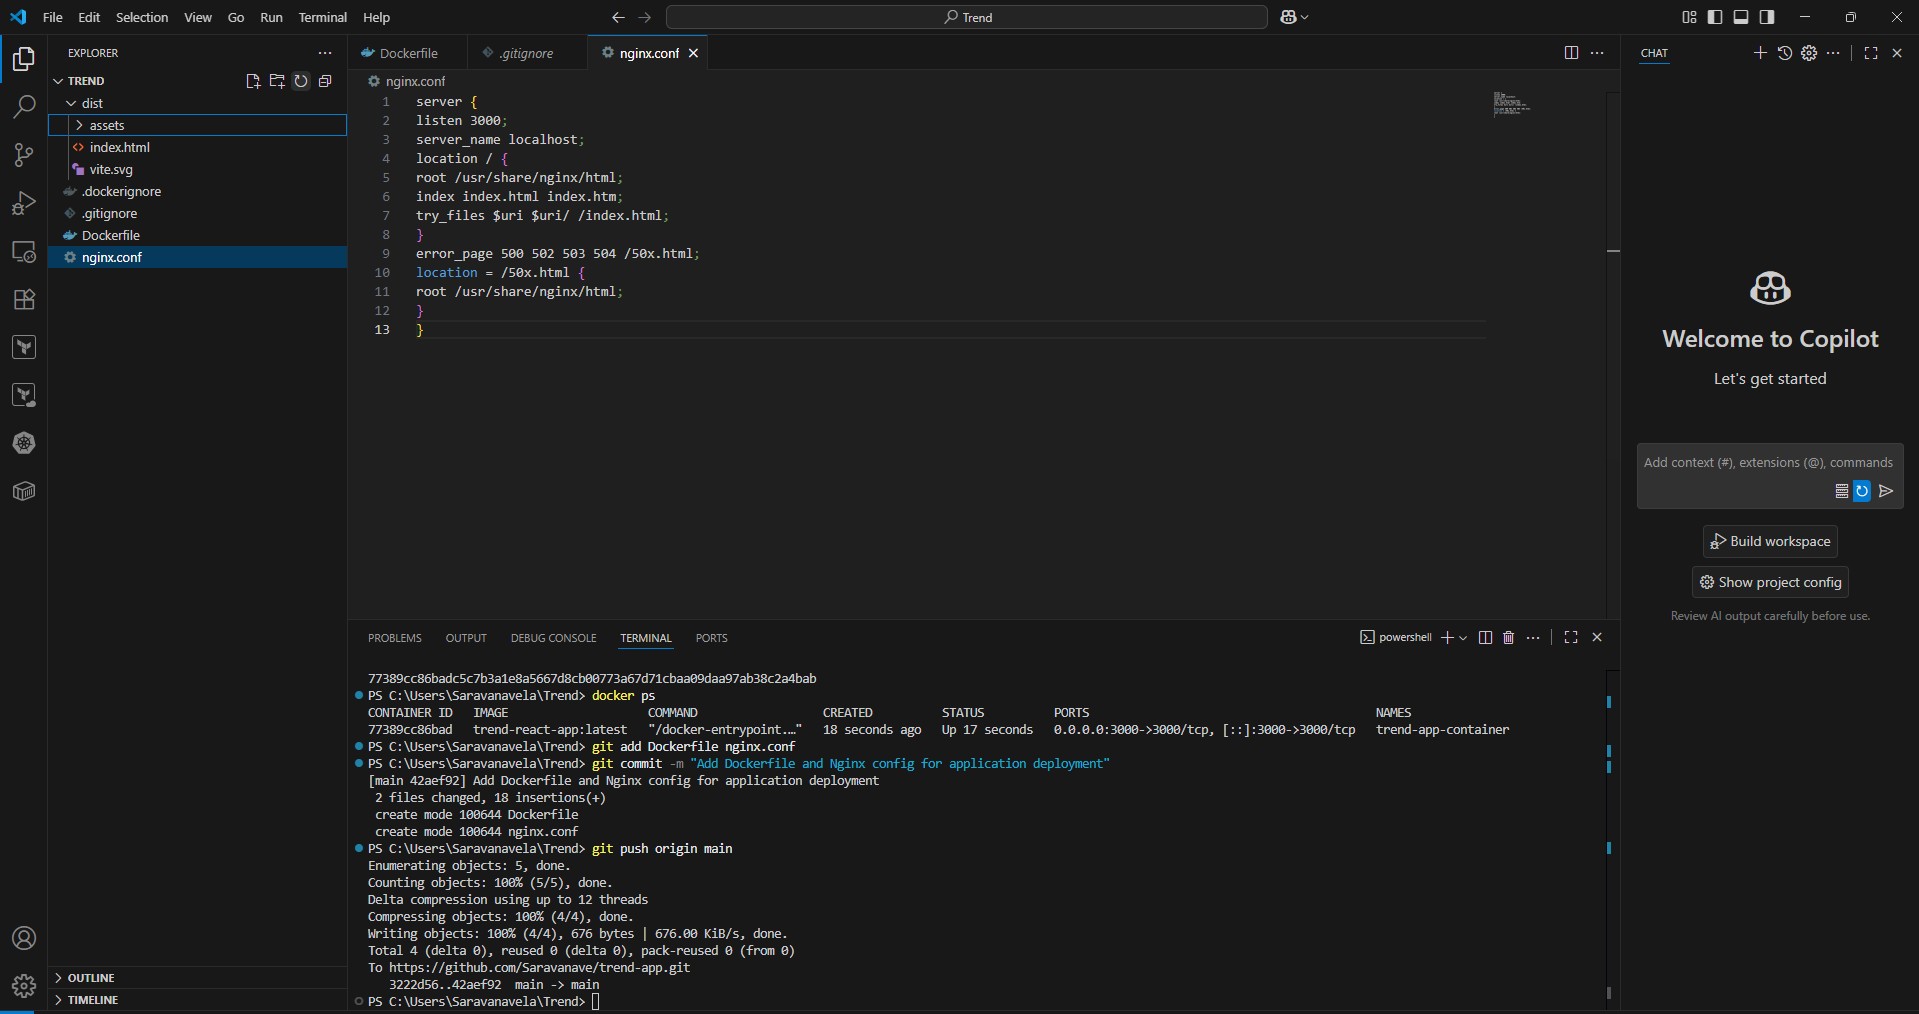 File Edit Selection View Go Run Terminal Help
Trend
EXPLORER
TREND
dist
assets
index.html
vite.svg
.dockerignore
.gitignore
Dockerfile
nginx.conf
OUTLINE
TIMELINE
Dockerfile .gitignore nginx.conf
nginx.conf
1 server {
2 listen 3000;
3 server_name localhost;
4 location / {
5 root /usr/share/nginx/html;
6 index index.html index.htm;
7 try_files $uri $uri/ /index.html;
8 }
9 error_page 500 502 503 504 /50x.html;
10 location = /50x.html {
11 root /usr/share/nginx/html;
12 }
13 }
PROBLEMS OUTPUT DEBUG CONSOLE TERMINAL PORTS
powershell
77389cc86badc5c7b3a1e8a5667d8cb00773a67d71cbaa09daa97ab38c2a4bab
PS C:\Users\Saravanavela\Trend> docker ps
CONTAINER ID IMAGE COMMAND CREATED STATUS PORTS NAMES
77389cc86bad trend-react-app:latest "/docker-entrypoint.…" 18 seconds ago Up 17 seconds 0.0.0.0:3000->3000/tcp, [::]:3000->3000/tcp trend-app-container
PS C:\Users\Saravanavela\Trend> git add Dockerfile nginx.conf
PS C:\Users\Saravanavela\Trend> git commit -m "Add Dockerfile and Nginx config for application deployment"
[main 42aef92] Add Dockerfile and Nginx config for application deployment
2 files changed, 18 insertions(+)
create mode 100644 Dockerfile
create mode 100644 nginx.conf
PS C:\Users\Saravanavela\Trend> git push origin main
Enumerating objects: 5, done.
Counting objects: 100% (5/5), done.
Delta compression using up to 12 threads
Compressing objects: 100% (4/4), done.
Writing objects: 100% (4/4), 676 bytes | 676.00 KiB/s, done.
Total 4 (delta 0), reused 0 (delta 0), pack-reused 0 (from 0)
To https://github.com/Saravanave/trend-app.git
3222d56..42aef92 main -> main
PS C:\Users\Saravanavela\Trend>
CHAT
Welcome to Copilot
Let's get started
Add context (#), extensions (@), commands
Build workspace
Show project config
Review AI output carefully before use.